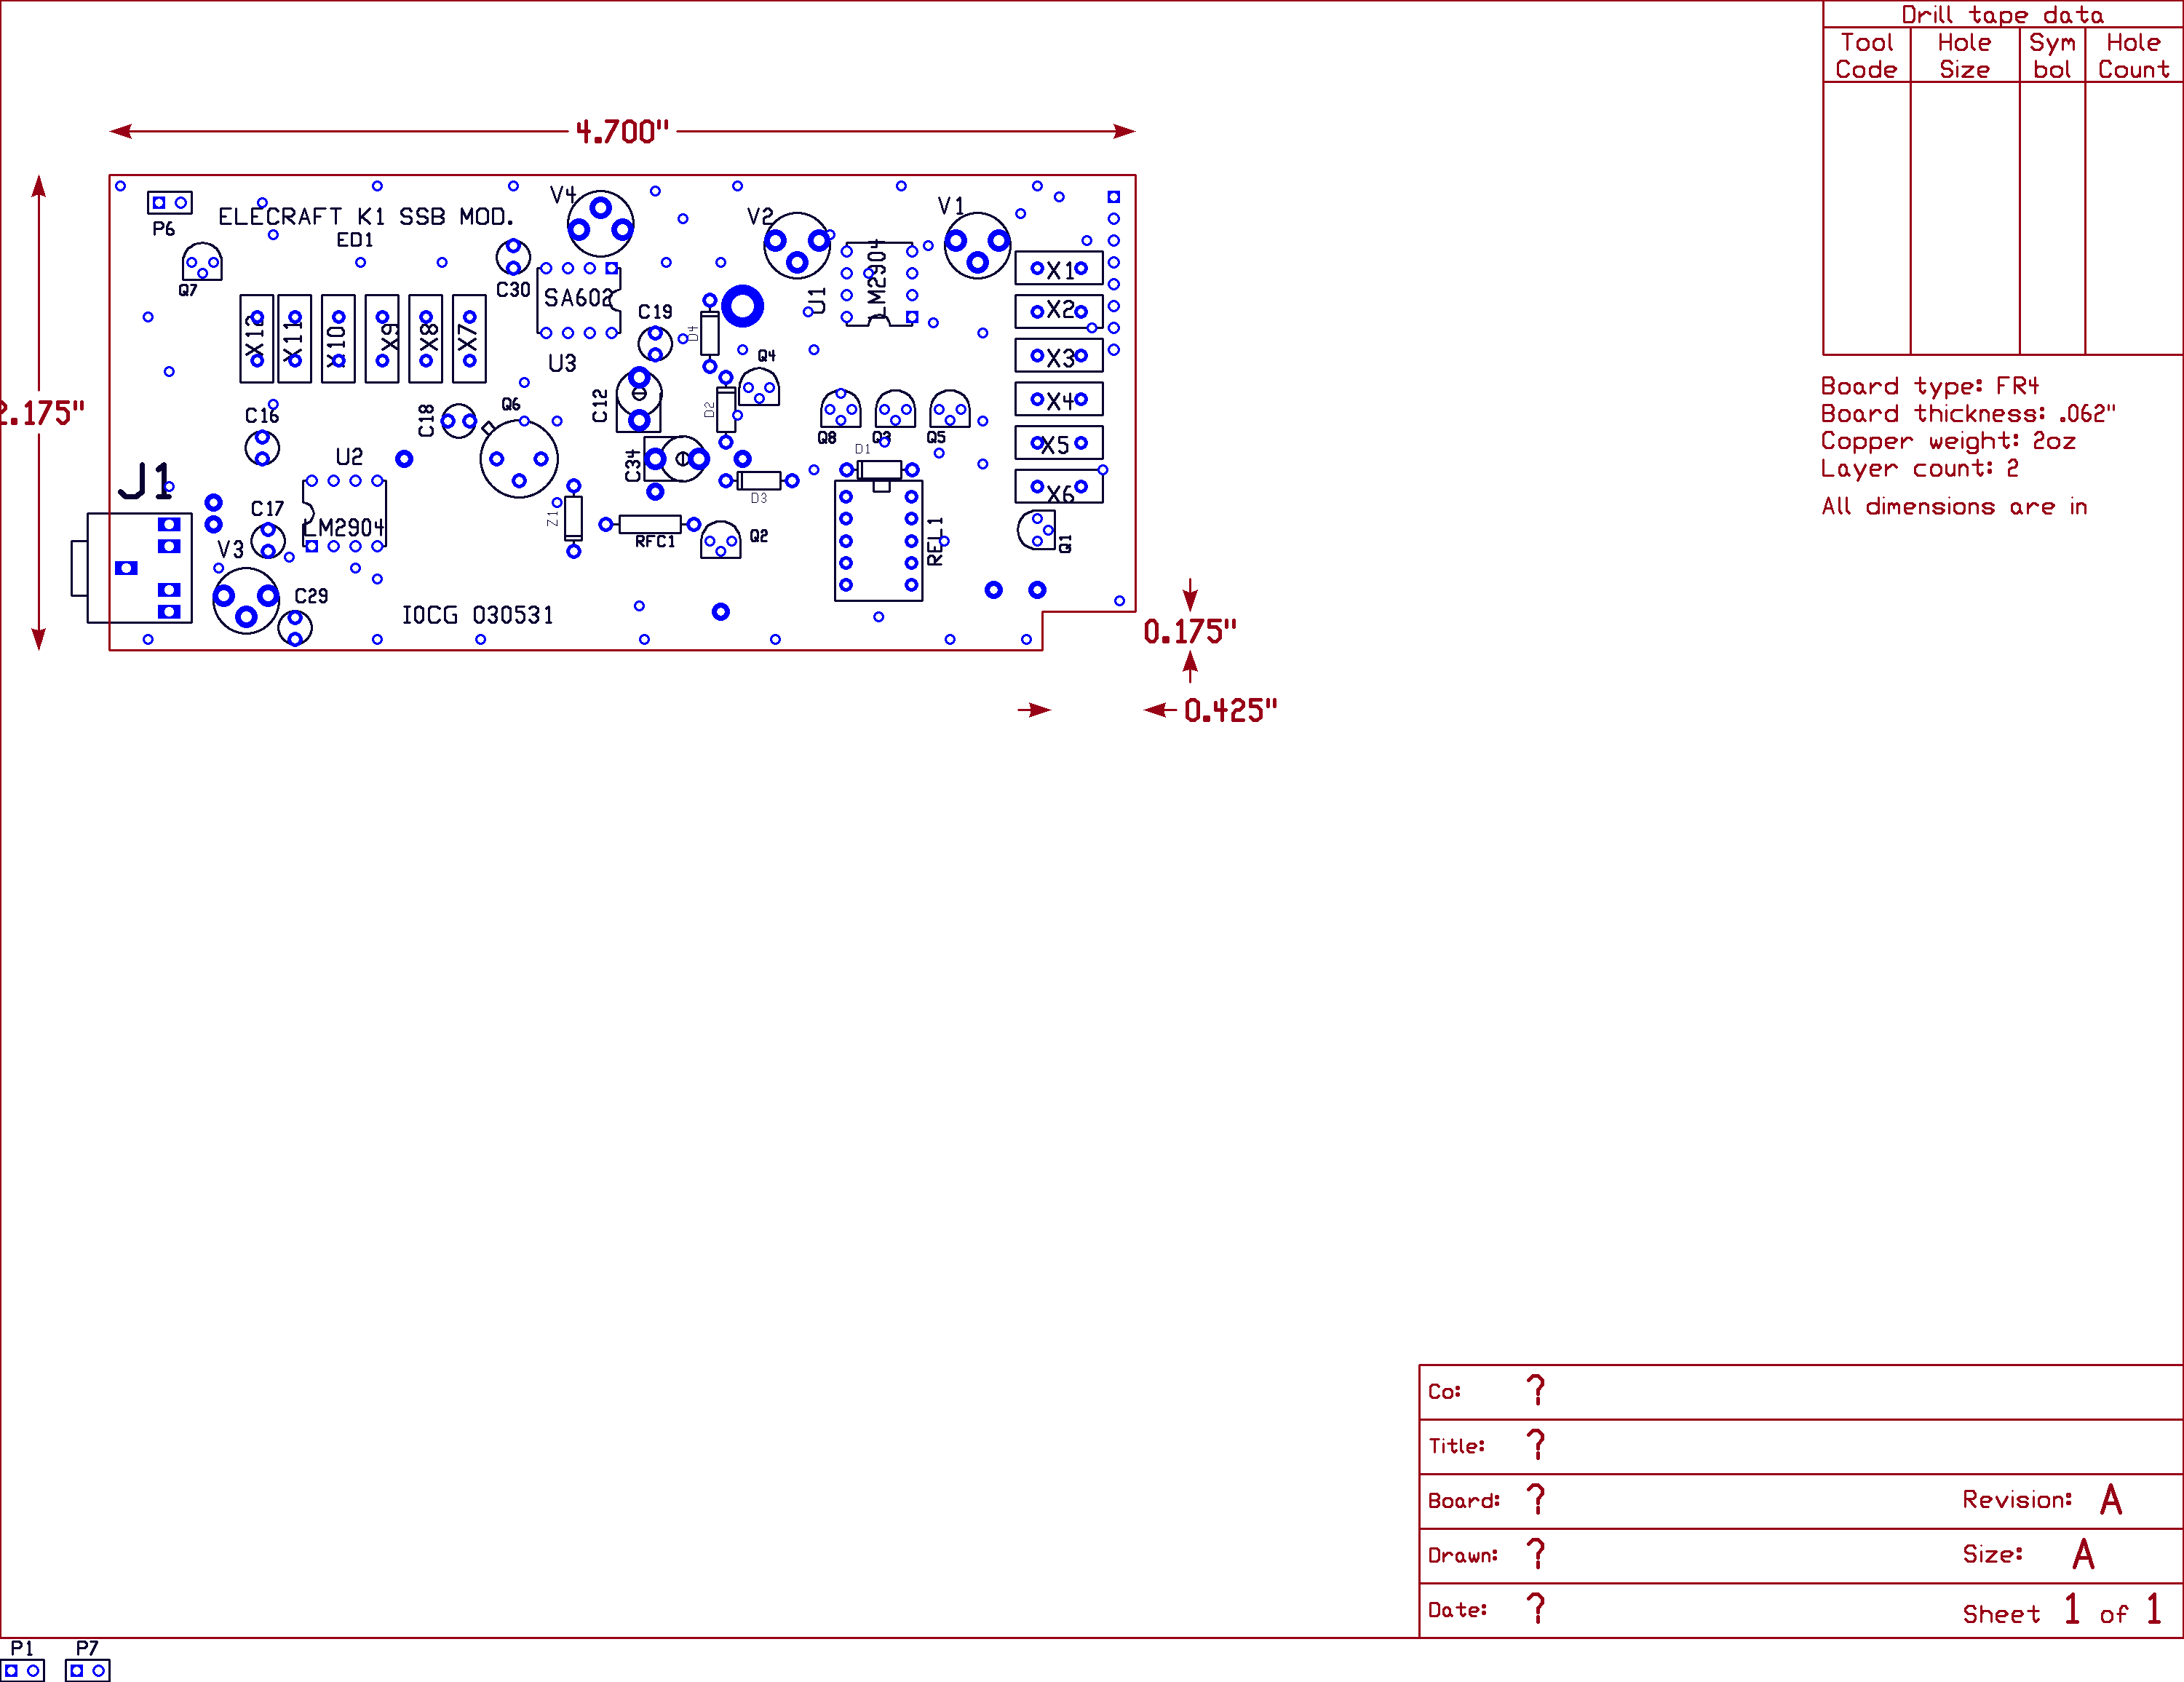 Drill tape data
Tool Code
Hole Size
Sym bol
Hole Count
4.700"
V4
V2
V1
P6
ELECRAFT K1 SSB MOD.
ED1
Q7
C30
SA602
U1
LM2904
X1
X2
X3
X4
X5
X6
C19
D4
X12
X11
X10
X9
X8
X7
U3
Q4
Board type: FR4
Board thickness: .062"
Copper weight: 2oz
Layer count: 2
All dimensions are in
.175"
C16
C18
Q6
C12
D2
Q8
Q3
Q5
D1
U2
C34
J1
D3
C17
LM2904
Z1
RFC1
Q2
REL1
Q1
V3
C29
I0CG 030531
0.175"
0.425"
Co: ?
Title: ?
Board: ? Revision: A
Drawn: ? Size: A
Date: ? Sheet 1 of 1
P1 P7